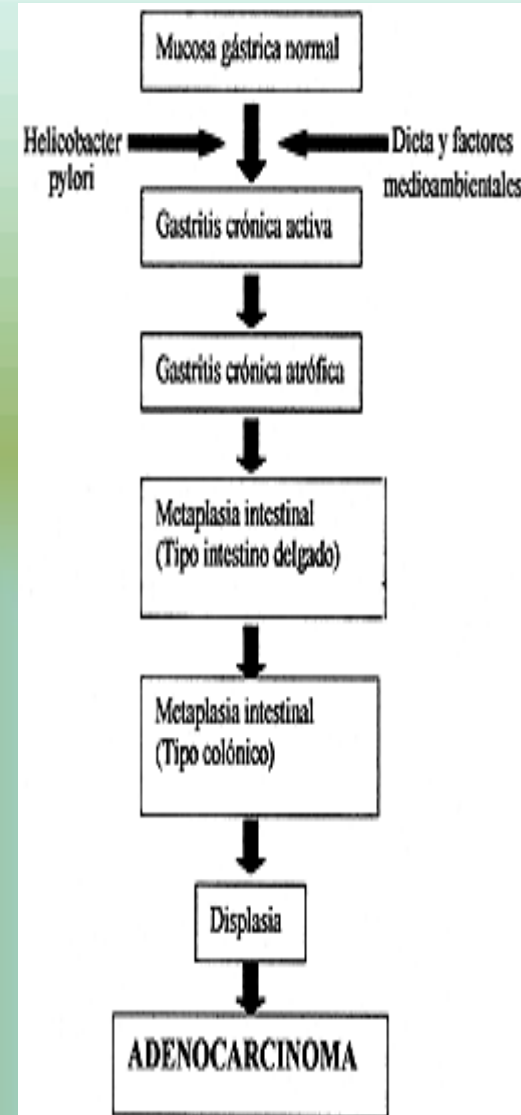 Mucosa gástrica normal
Helicobacter
pylori
Dieta y factores
medioambientales
Gastritis crónica activa
Gastritis crónica atrófica
Metaplasia intestinal
(Tipo intestino delgado)
Metaplasia intestinal
(Tipo colónico)
Displasia
ADENOCARCINOMA